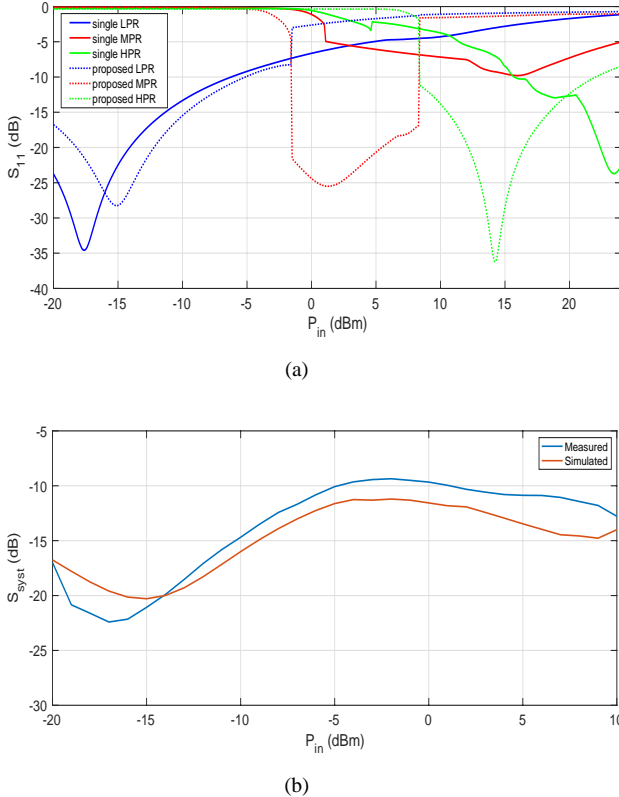 0
-5
-10
-15
-20
-25
-30
-35
-40
S11 (dB)
single LPR
single MPR
single HPR
proposed LPR
proposed MPR
proposed HPR
-20 -15 -10 -5 0 5 10 15 20
Pin (dBm)
(a)
-5
-10
-15
-20
-25
-30
Ssyst (dB)
Measured
Simulated
-20 -15 -10 -5 0 5 10
Pin (dBm)
(b)